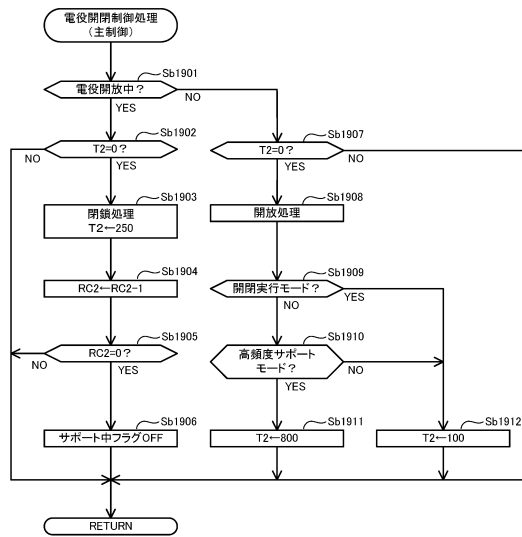 電役開閉制御処理
(主制御)
Sb1901
電役開放中？
NO
YES
Sb1902
T2=0？
NO
YES
Sb1903
閉鎖処理
T2←250
Sb1904
RC2←RC2-1
Sb1905
RC2=0？
NO
YES
Sb1906
サポート中フラグOFF
RETURN
Sb1907
T2=0？
NO
YES
Sb1908
開放処理
Sb1909
開閉実行モード？
YES
NO
Sb1910
高頻度サポート
モード？
NO
YES
Sb1911
T2←800
Sb1912
T2←100